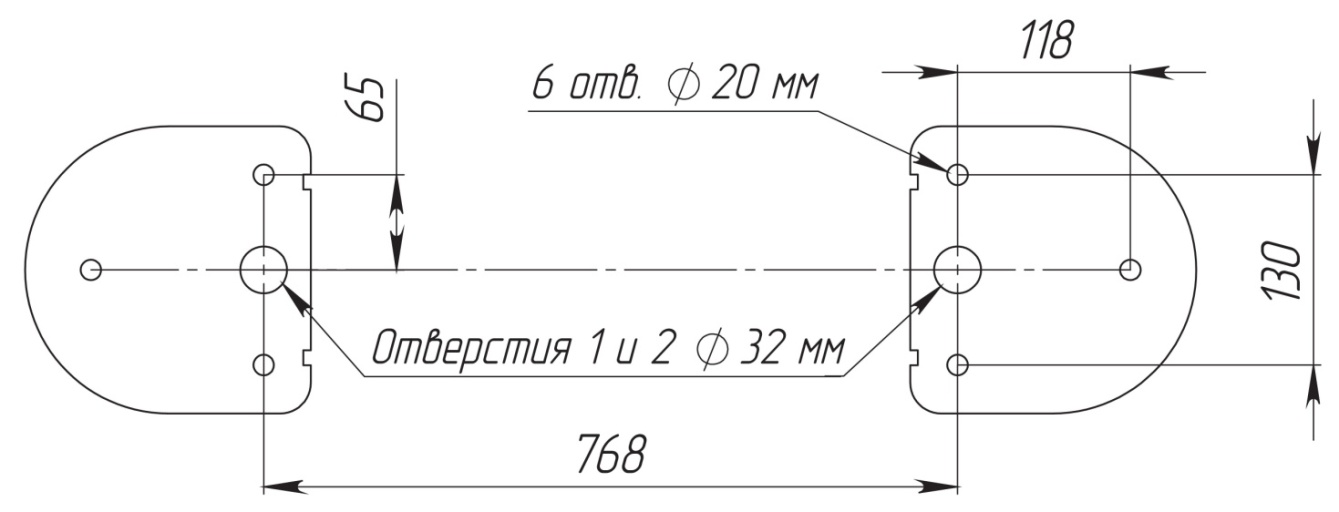 118
65
6 отв. ϕ 20 мм
130
Отверстия 1 и 2 ϕ 32 мм
768